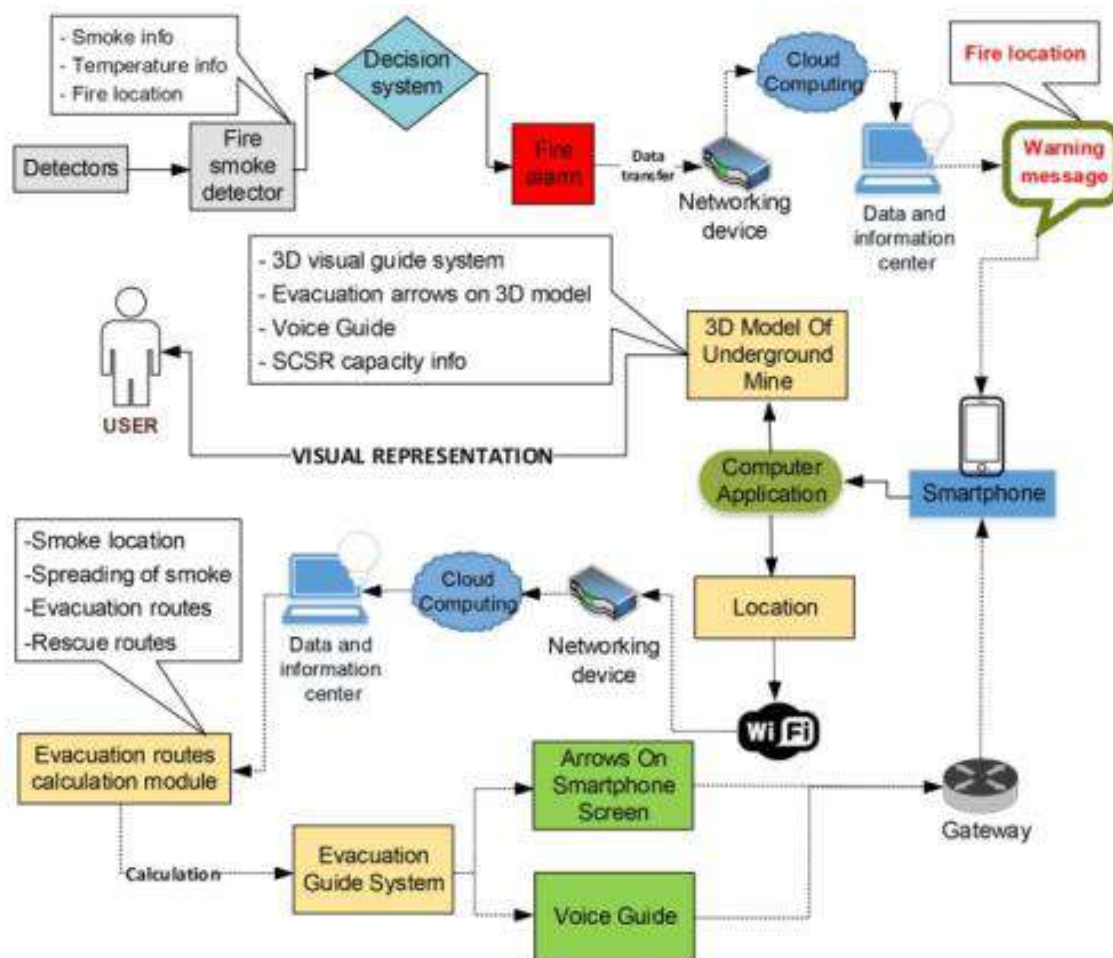 - Smoke info
- Temperature info
- Fire location
Decision
system
Cloud
Computing
Fire location
Detectors
Fire
smoke
detector
Fire
alarm
Data
transfer
Networking
device
Data and
information
center
Warning
message
- 3D visual guide system
- Evacuation arrows on 3D model
- Voice Guide
- SCSR capacity info
3D Model Of
Underground
Mine
USER
VISUAL REPRESENTATION
Computer
Application
Smartphone
-Smoke location
-Spreading of smoke
-Evacuation routes
-Rescue routes
Data and
information
center
Cloud
Computing
Networking
device
Location
Wi Fi
Evacuation routes
calculation module
Arrows On
Smartphone
Screen
Gateway
Calculation
Evacuation
Guide System
Voice Guide